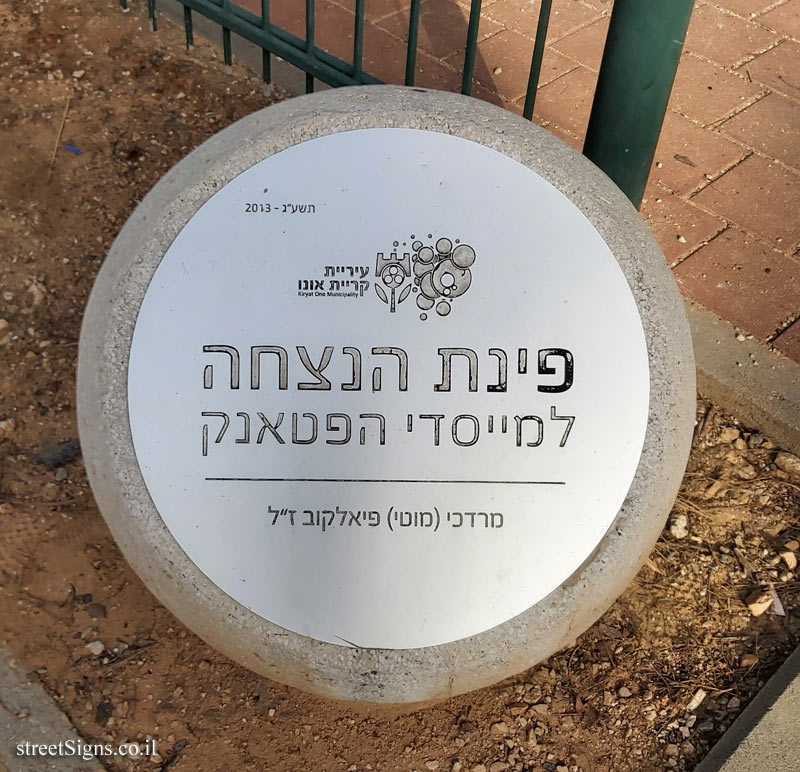 תשע"ג - 2013
עיריית
קריית אונו
Kiryat Ono Municipality
פינת הנצחה
למייסדי הפטאנק
מרדכי (מוטי) פיאלקוב ז"ל
streetSigns.co.il